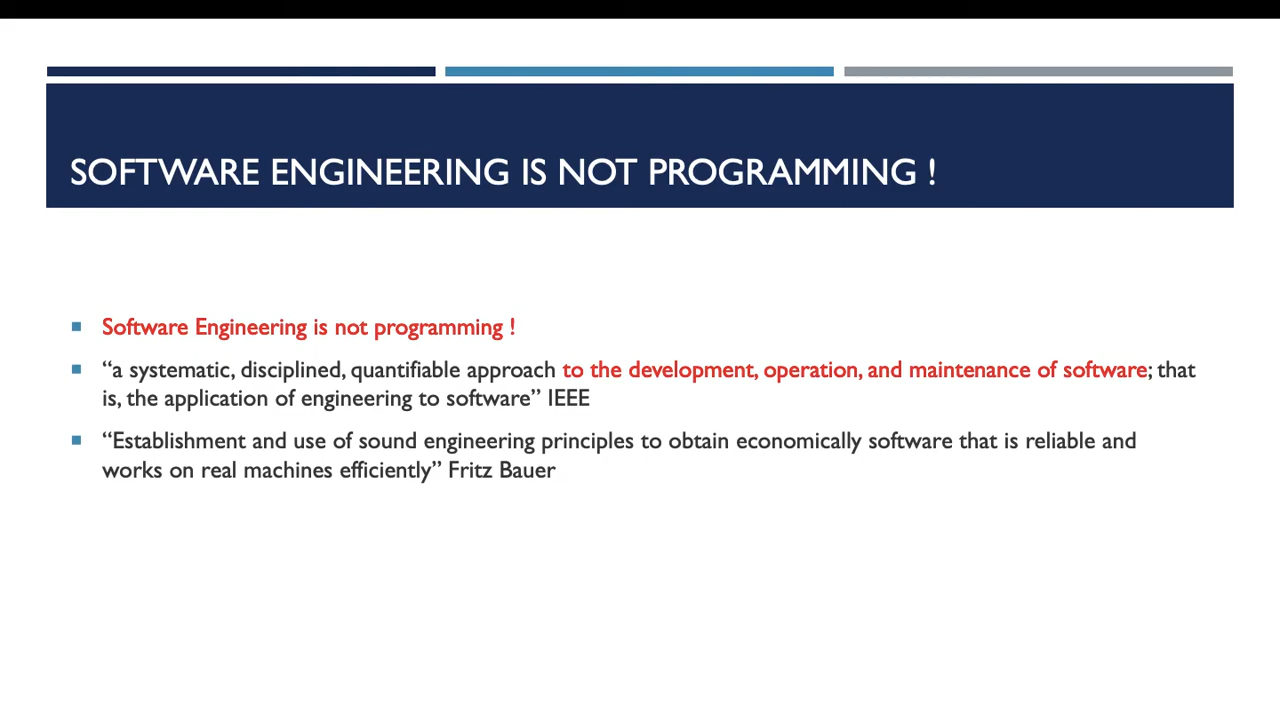 SOFTWARE ENGINEERING IS NOT PROGRAMMING !
Software Engineering is not programming !
“a systematic, disciplined, quantifiable approach to the development, operation, and maintenance of software; that
is, the application of engineering to software” IEEE
“Establishment and use of sound engineering principles to obtain economically software that is reliable and
works on real machines efficiently” Fritz Bauer